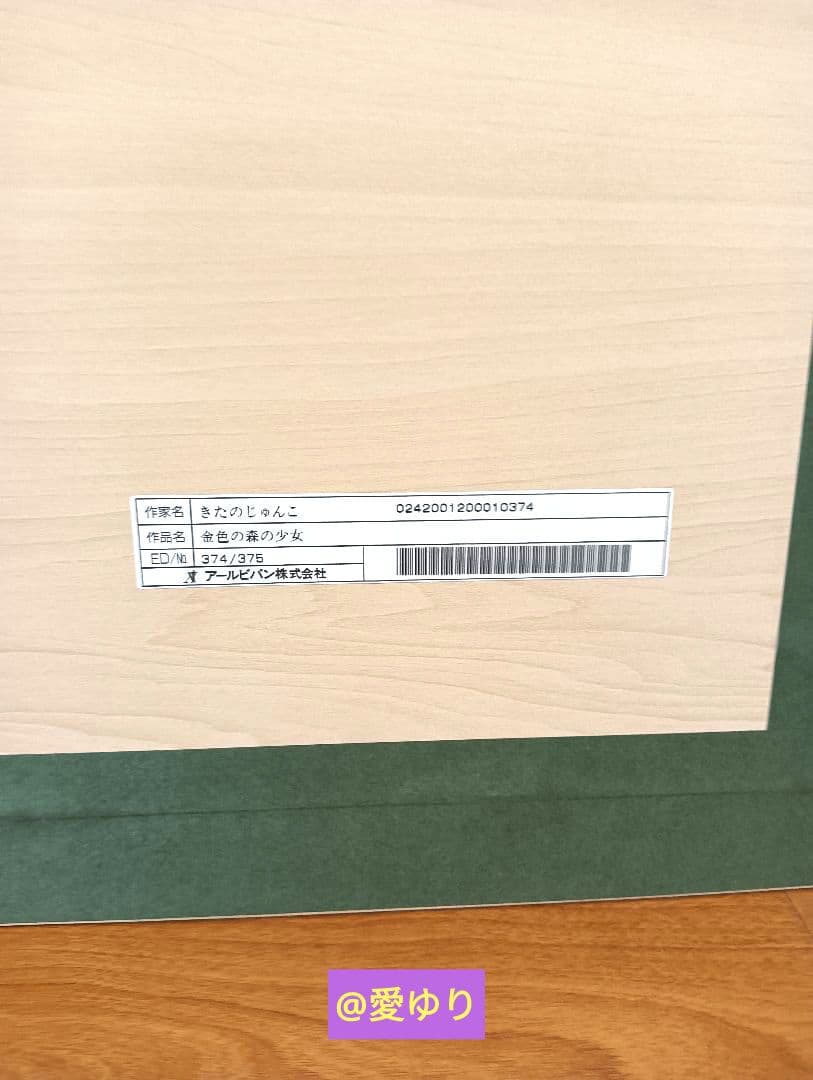 作家名 きたのじゅんこ 0242001200010374
作品名 金色の森の少女
ED/№ 374/375
アールビバン株式会社
@愛ゆり